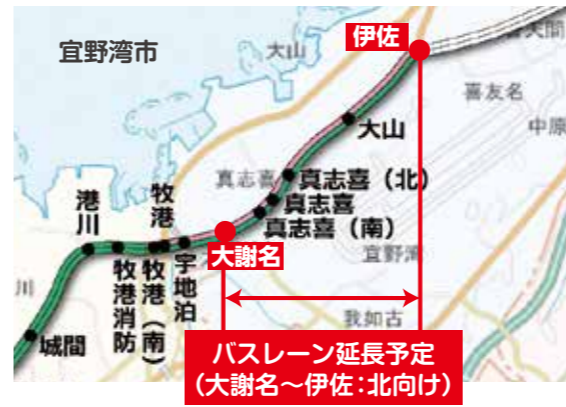 宜野湾市
大山
伊佐
喜友名
中原
大山
真志喜
真志喜（北）
真志喜
真志喜（南）
宜野湾
港川
牧港
大謝名
宇地泊
牧港（南）
牧港消防
川
城間
我如古
バスレーン延長予定
（大謝名～伊佐：北向け）